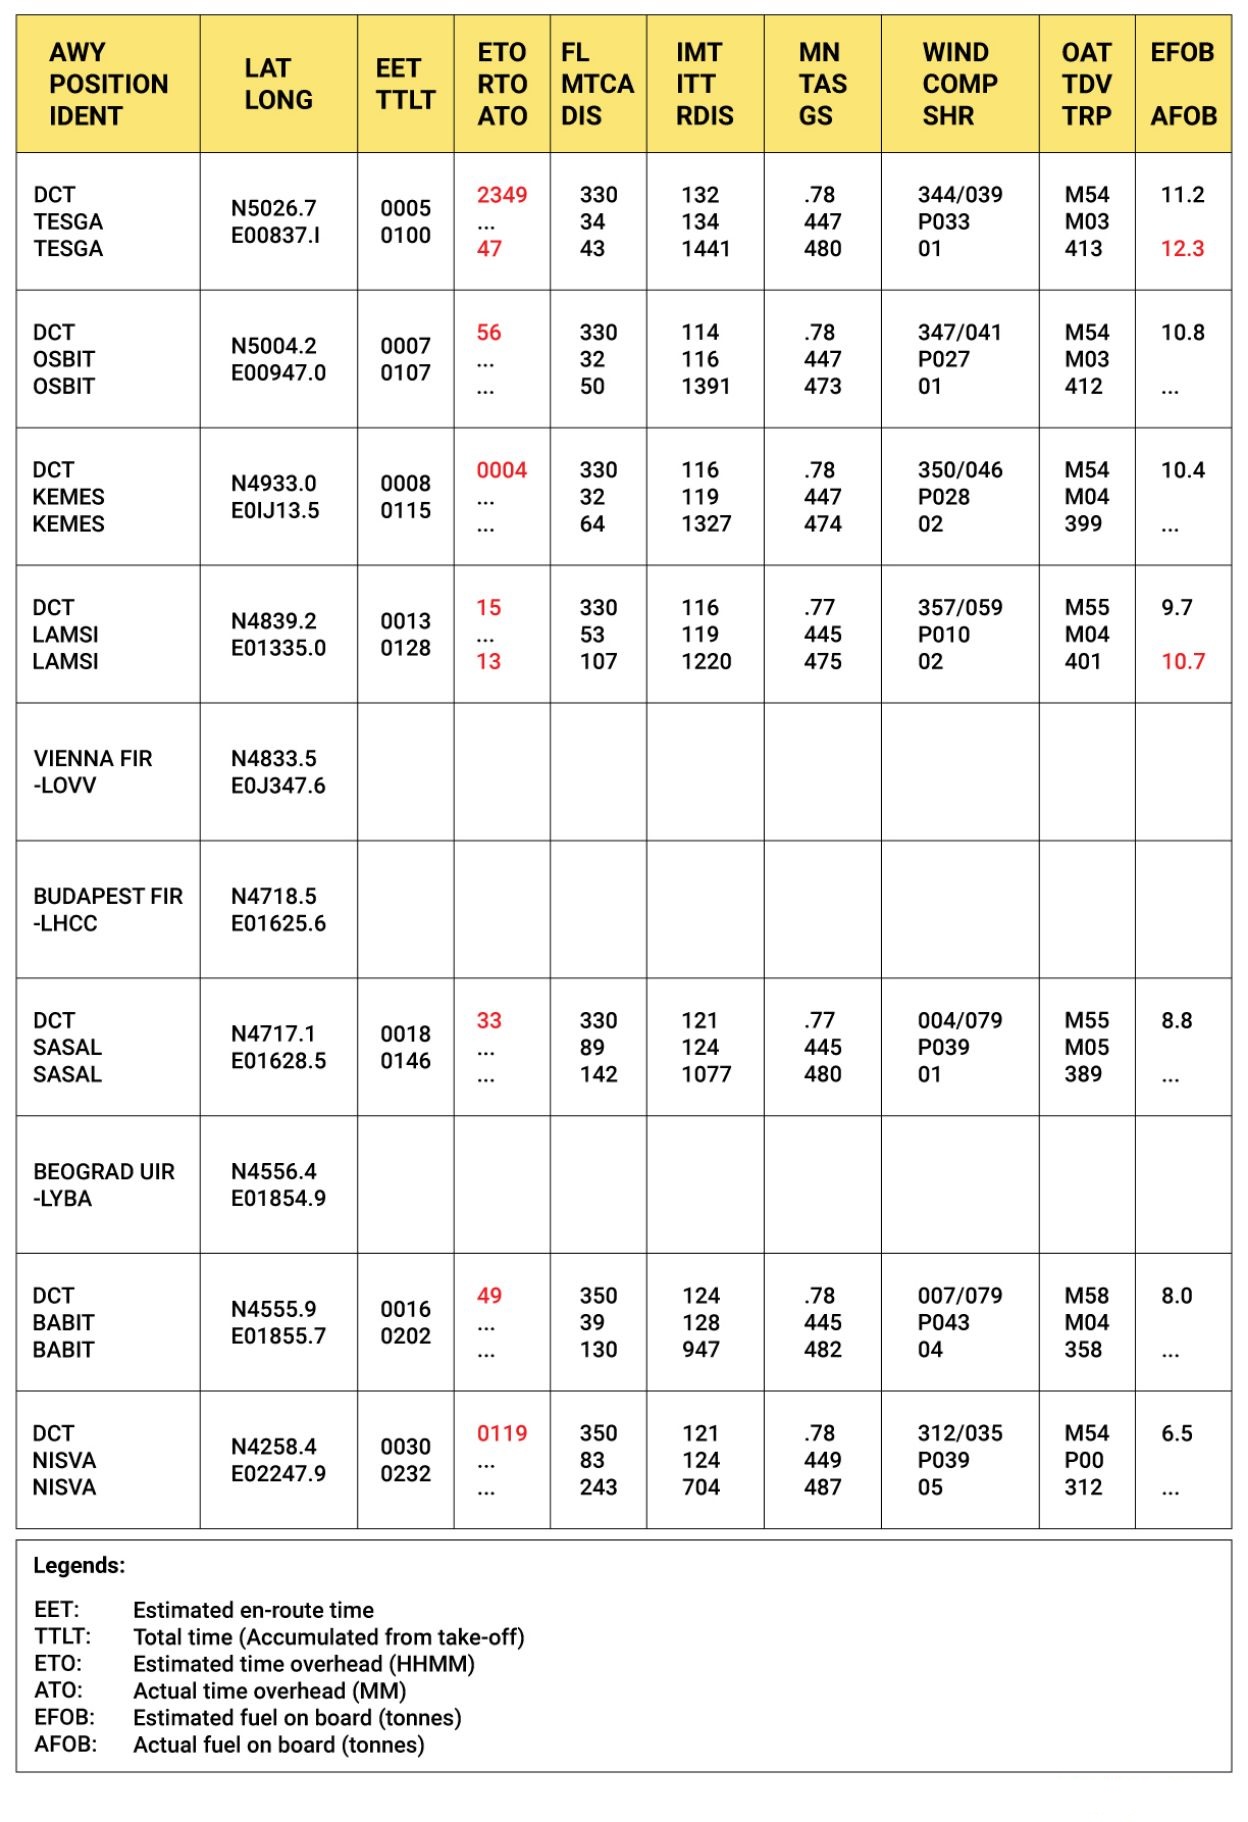 AWY POSITION IDENT | LAT LONG | EET TTLT | ETO RTO ATO | FL MTCA DIS | IMT ITT RDIS | MN TAS GS | WIND COMP SHR | OAT TDV TRP | EFOB AFOB
DCT 2349 330 132 .78 344/039 M54 11.2
TESGA N5026.7 0005 ... 34 134 447 P033 M03
TESGA E00837.I 0100 47 43 1441 480 01 413 12.3
DCT 56 330 114 .78 347/041 M54 10.8
OSBIT N5004.2 0007 ... 32 116 447 P027 M03
OSBIT E00947.0 0107 ... 50 1391 473 01 412 ...
DCT 0004 330 116 .78 350/046 M54 10.4
KEMES N4933.0 0008 ... 32 119 447 P028 M04
KEMES E0IJ13.5 0115 ... 64 1327 474 02 399 ...
DCT 15 330 116 .77 357/059 M55 9.7
LAMSI N4839.2 0013 ... 53 119 445 P010 M04
LAMSI E01335.0 0128 13 107 1220 475 02 401 10.7
VIENNA FIR N4833.5
-LOVV E0J347.6
BUDAPEST FIR N4718.5
-LHCC E01625.6
DCT 33 330 121 .77 004/079 M55 8.8
SASAL N4717.1 0018 ... 89 124 445 P039 M05
SASAL E01628.5 0146 ... 142 1077 480 01 389 ...
BEOGRAD UIR N4556.4
-LYBA E01854.9
DCT 49 350 124 .78 007/079 M58 8.0
BABIT N4555.9 0016 ... 39 128 445 P043 M04
BABIT E01855.7 0202 ... 130 947 482 04 358 ...
DCT 0119 350 121 .78 312/035 M54 6.5
NISVA N4258.4 0030 ... 83 124 449 P039 P00
NISVA E02247.9 0232 ... 243 704 487 05 312 ...
Legends:
EET: Estimated en-route time
TTLT: Total time (Accumulated from take-off)
ETO: Estimated time overhead (HHMM)
ATO: Actual time overhead (MM)
EFOB: Estimated fuel on board (tonnes)
AFOB: Actual fuel on board (tonnes)